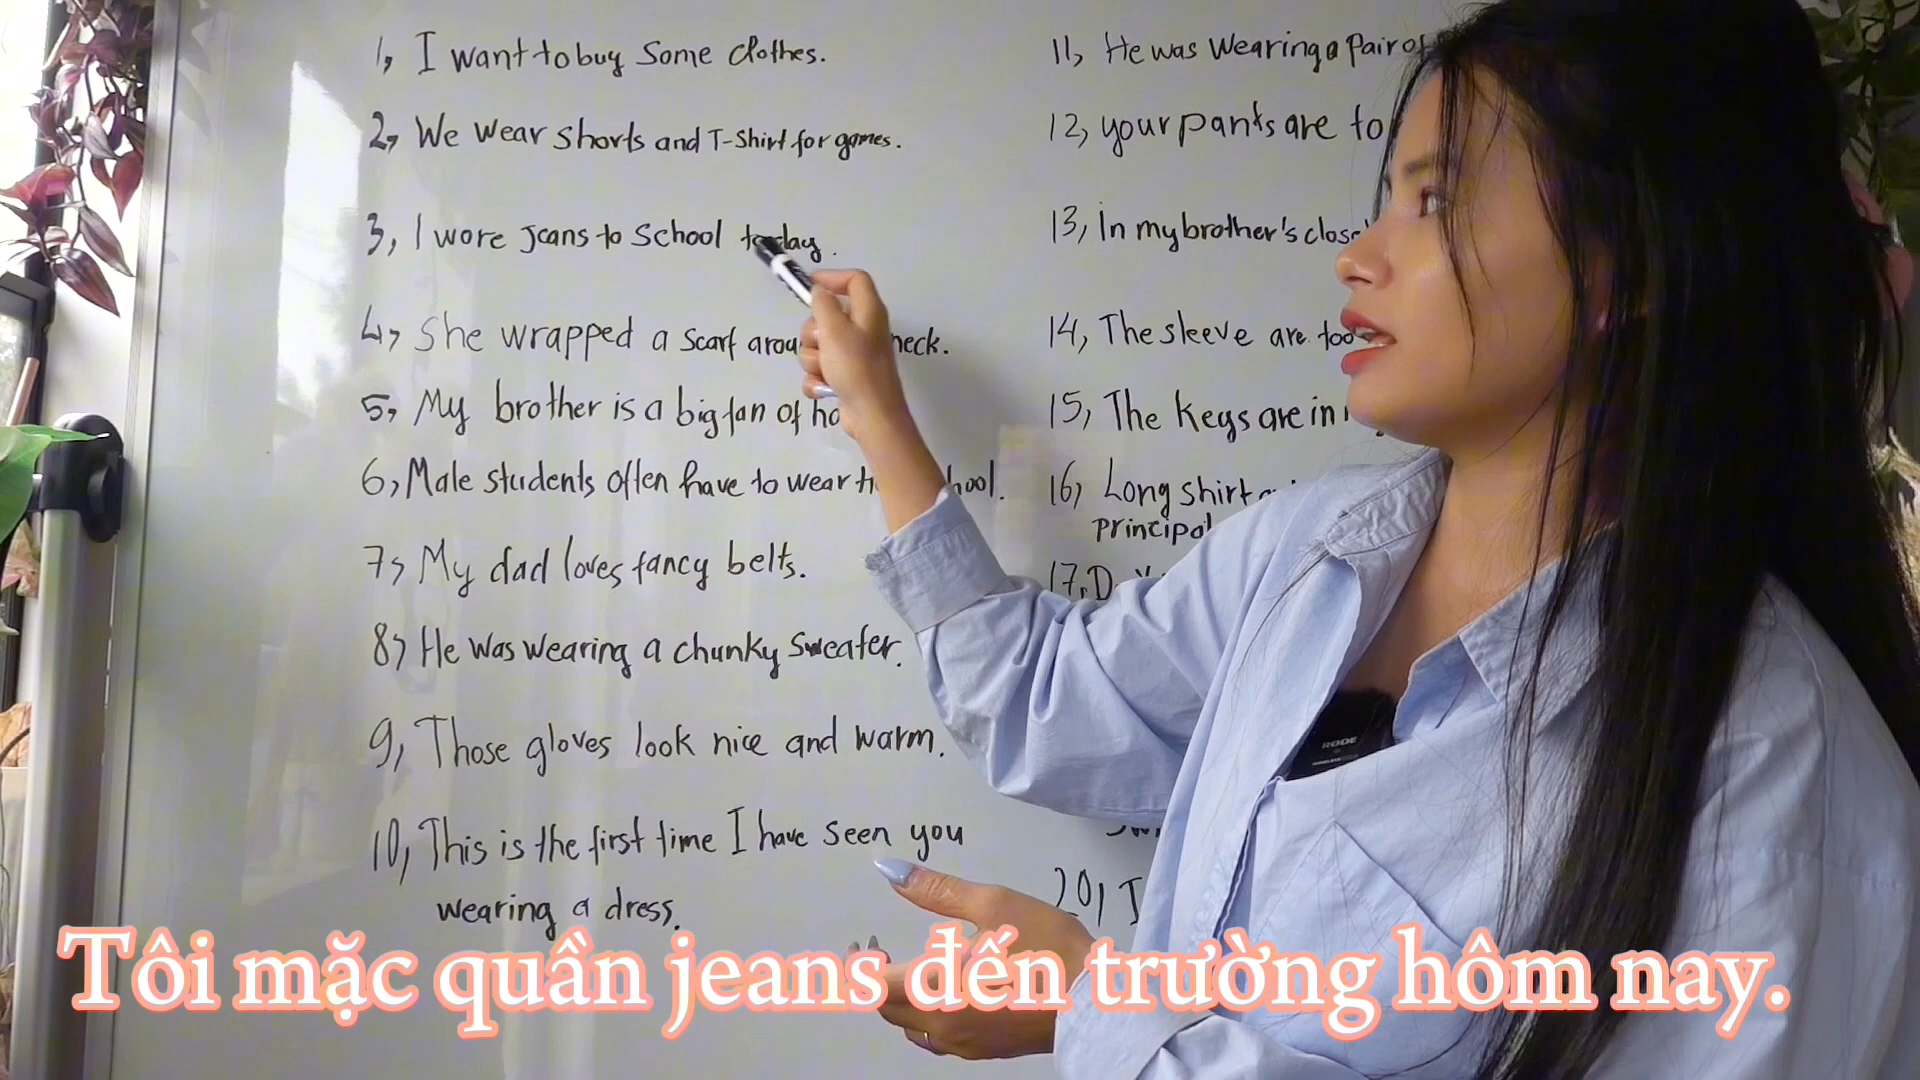 1, I want to buy some clothes.
2, We wear shorts and T-shirt for games.
3, I wore jeans to school today.
4, She wrapped a scarf neck.
5, My brother is a big fan of
6, Male students often have to wear
7, My dad loves fancy belts.
8, He was wearing a chunky sweater.
9, Those gloves look nice and warm.
10, This is the first time I have seen you
wearing a dress.
11, He was wearing a pair of
12, your pants are
13, In my brother's
14, The sleeve are too
15, The keys are in
16, Long shirt
principal
17,
20, I
RODE
Tôi mặc quần jeans đến trường hôm nay.